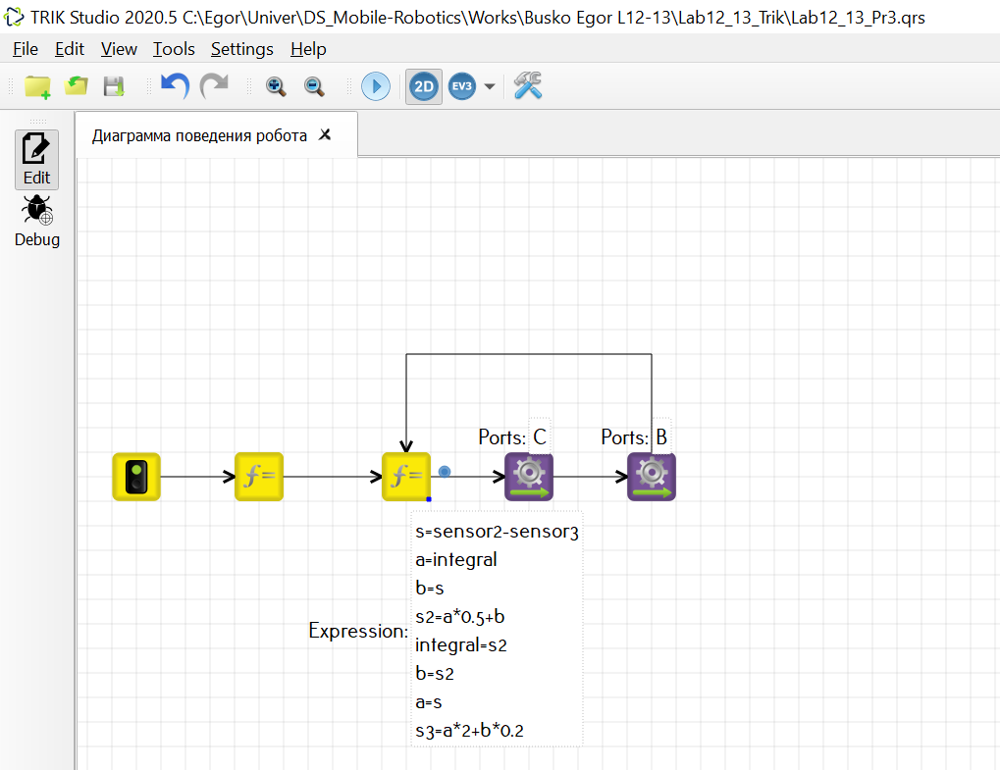 TRIK Studio 2020.5 C:\Egor\Univer\DS_Mobile-Robotics\Works\Busko Egor L12-13\Lab12_13_Trik\Lab12_13_Pr3.qrs
File Edit View Tools Settings Help
2D EV3
Диаграмма поведения робота
Edit
Debug
Ports: C Ports: B
f= f=
Expression:
s=sensor2-sensor3
a=integral
b=s
s2=a*0.5+b
integral=s2
b=s2
a=s
s3=a*2+b*0.2